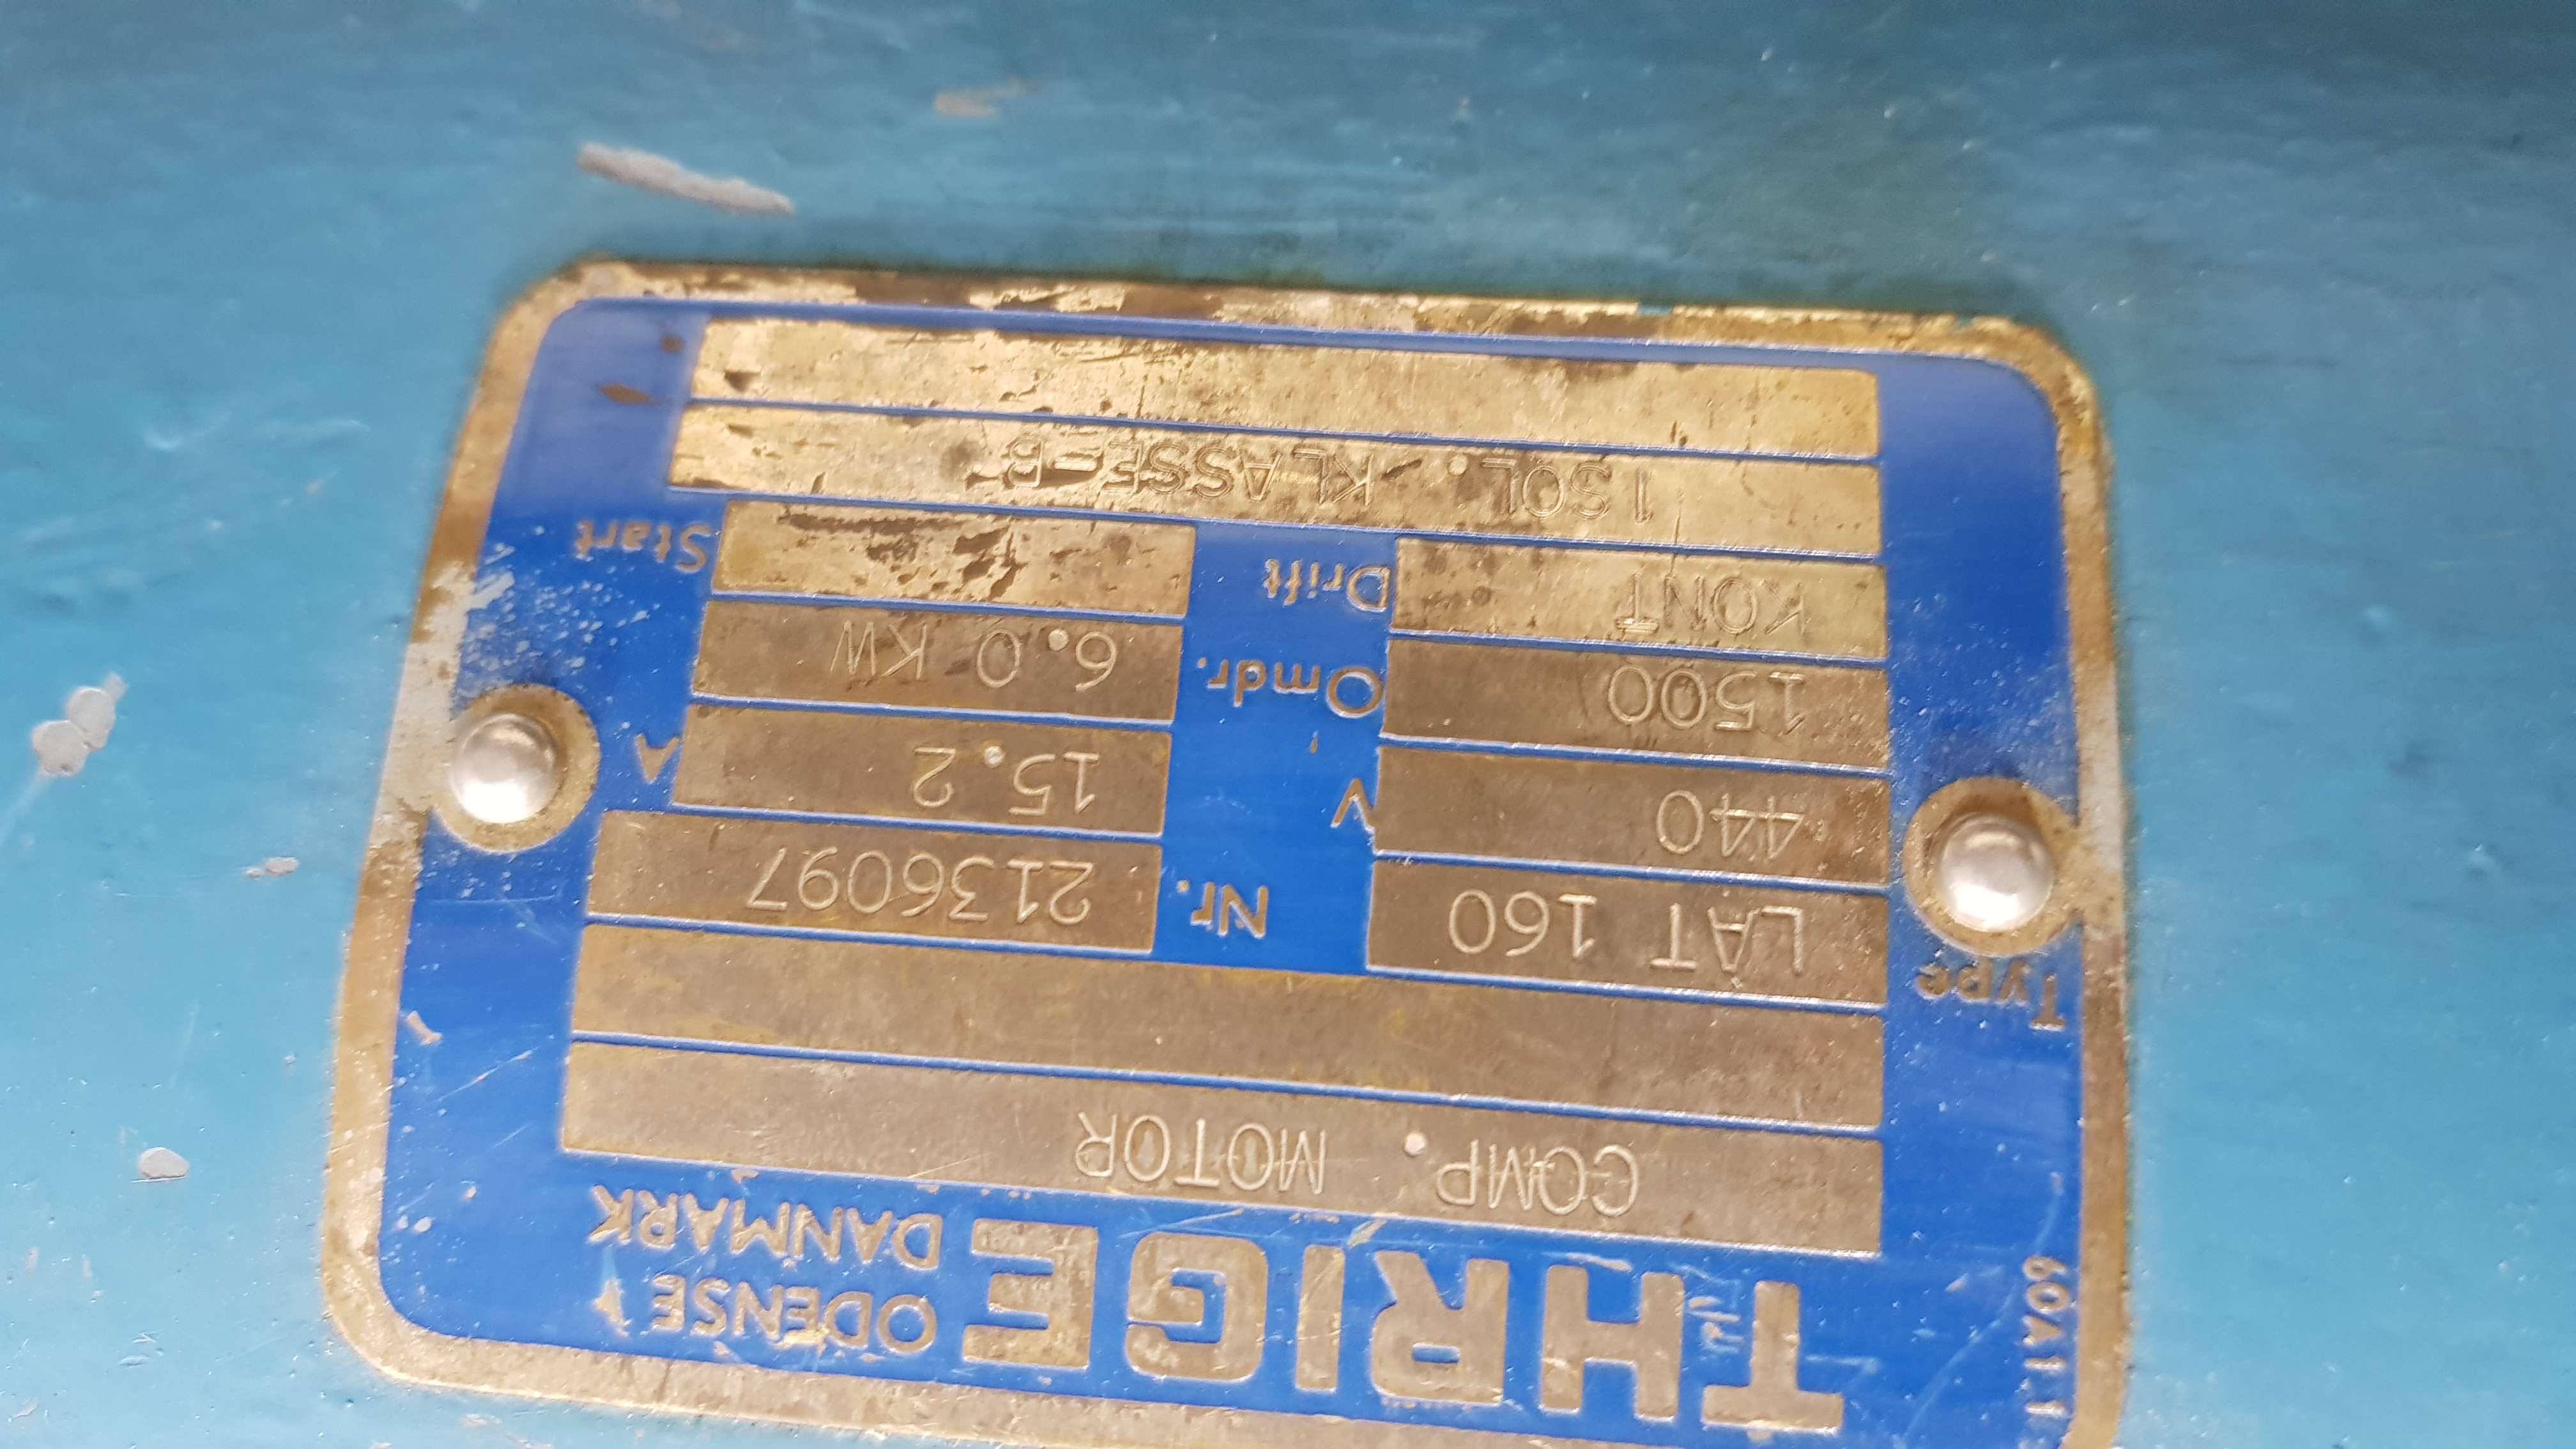 60A11
THRIGE ODENSE DANMARK
COMP. MOTOR
Type LAT 160 Nr. 2136097
440 V 15.2 A
1500 Omdr. 6.0 KW
KONT Drift Start
ISOL. KLASSE B